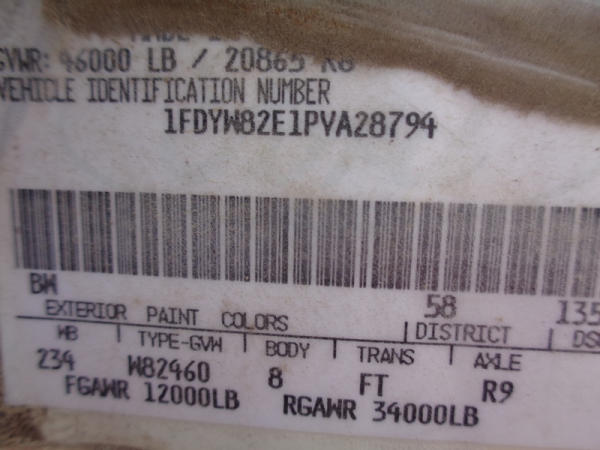 GVWR: 46000 LB / 20865 KG
VEHICLE IDENTIFICATION NUMBER
1FDYW82E1PVA28794
BW 58 135
EXTERIOR PAINT COLORS DISTRICT DS
WB TYPE-GVW BODY TRANS AXLE
234 W82460 8 FT R9
FGAWR 12000LB RGAWR 34000LB